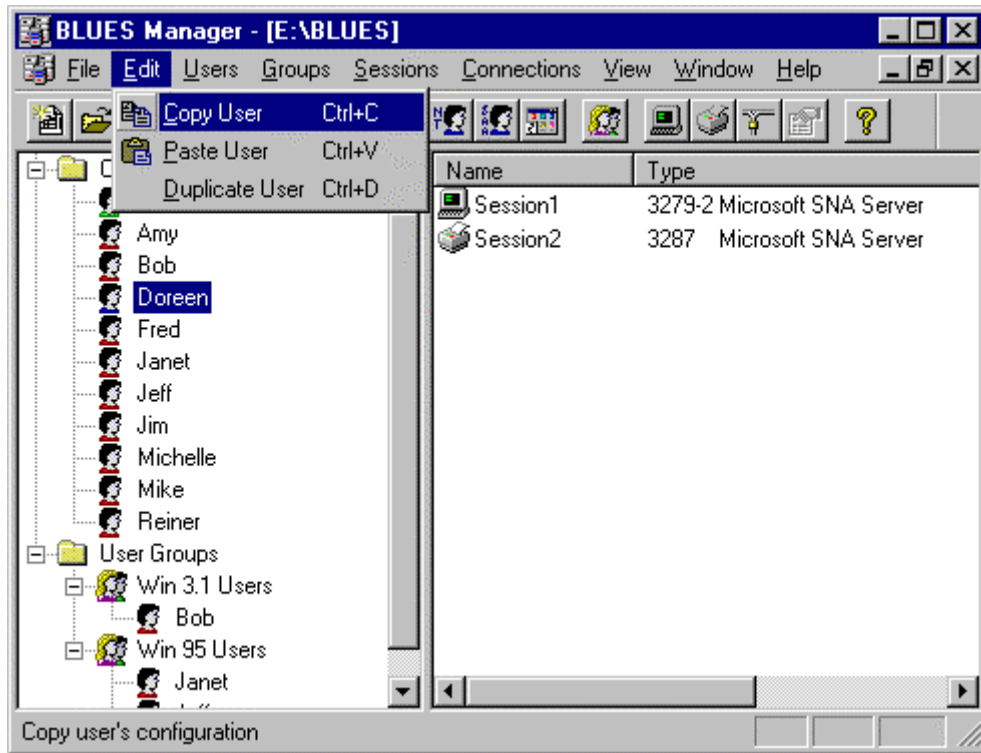 BLUES Manager - [E:\BLUES]
File Edit Users Groups Sessions Connections View Window Help
Copy User Ctrl+C
Paste User Ctrl+V
Duplicate User Ctrl+D
Name Type
Session1 3279-2 Microsoft SNA Server
Session2 3287 Microsoft SNA Server
Amy
Bob
Doreen
Fred
Janet
Jeff
Jim
Michelle
Mike
Reiner
User Groups
Win 3.1 Users
Bob
Win 95 Users
Janet
Copy user's configuration